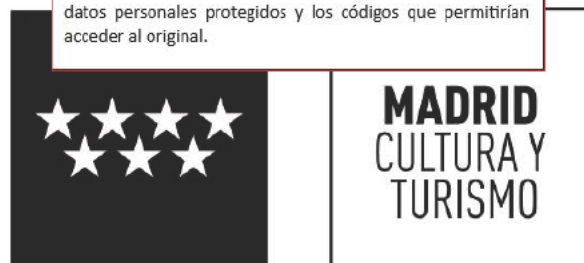 datos personales protegidos y los códigos que permitirían
acceder al original.
MADRID
CULTURA Y
TURISMO